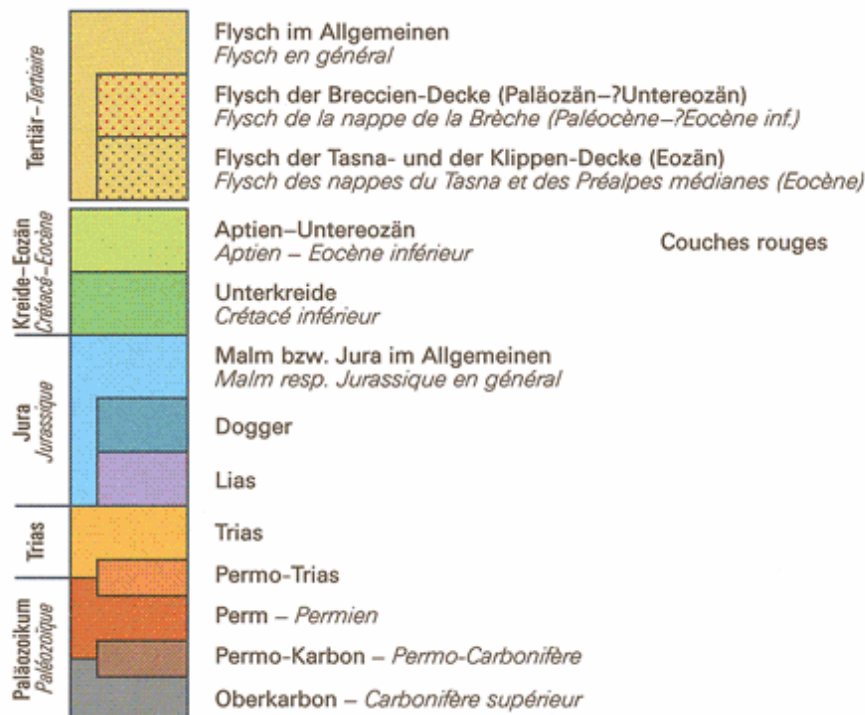 Tertiär – Tertiaire
Flysch im Allgemeinen
Flysch en général
Flysch der Breccien-Decke (Paläozän–?Untereozän)
Flysch de la nappe de la Brèche (Paléocène–?Eocène inf.)
Flysch der Tasna- und der Klippen-Decke (Eozän)
Flysch des nappes du Tasna et des Préalpes médianes (Eocène)
Kreide–Eozän
Crétacé–Eocène
Aptien–Untereozän
Aptien – Eocène inférieur
Couches rouges
Unterkreide
Crétacé inférieur
Jura
Jurassique
Malm bzw. Jura im Allgemeinen
Malm resp. Jurassique en général
Dogger
Lias
Trias
Trias
Permo-Trias
Paläozoikum
Paléozoique
Perm – Permien
Permo-Karbon – Permo-Carbonifère
Oberkarbon – Carbonifère supérieur